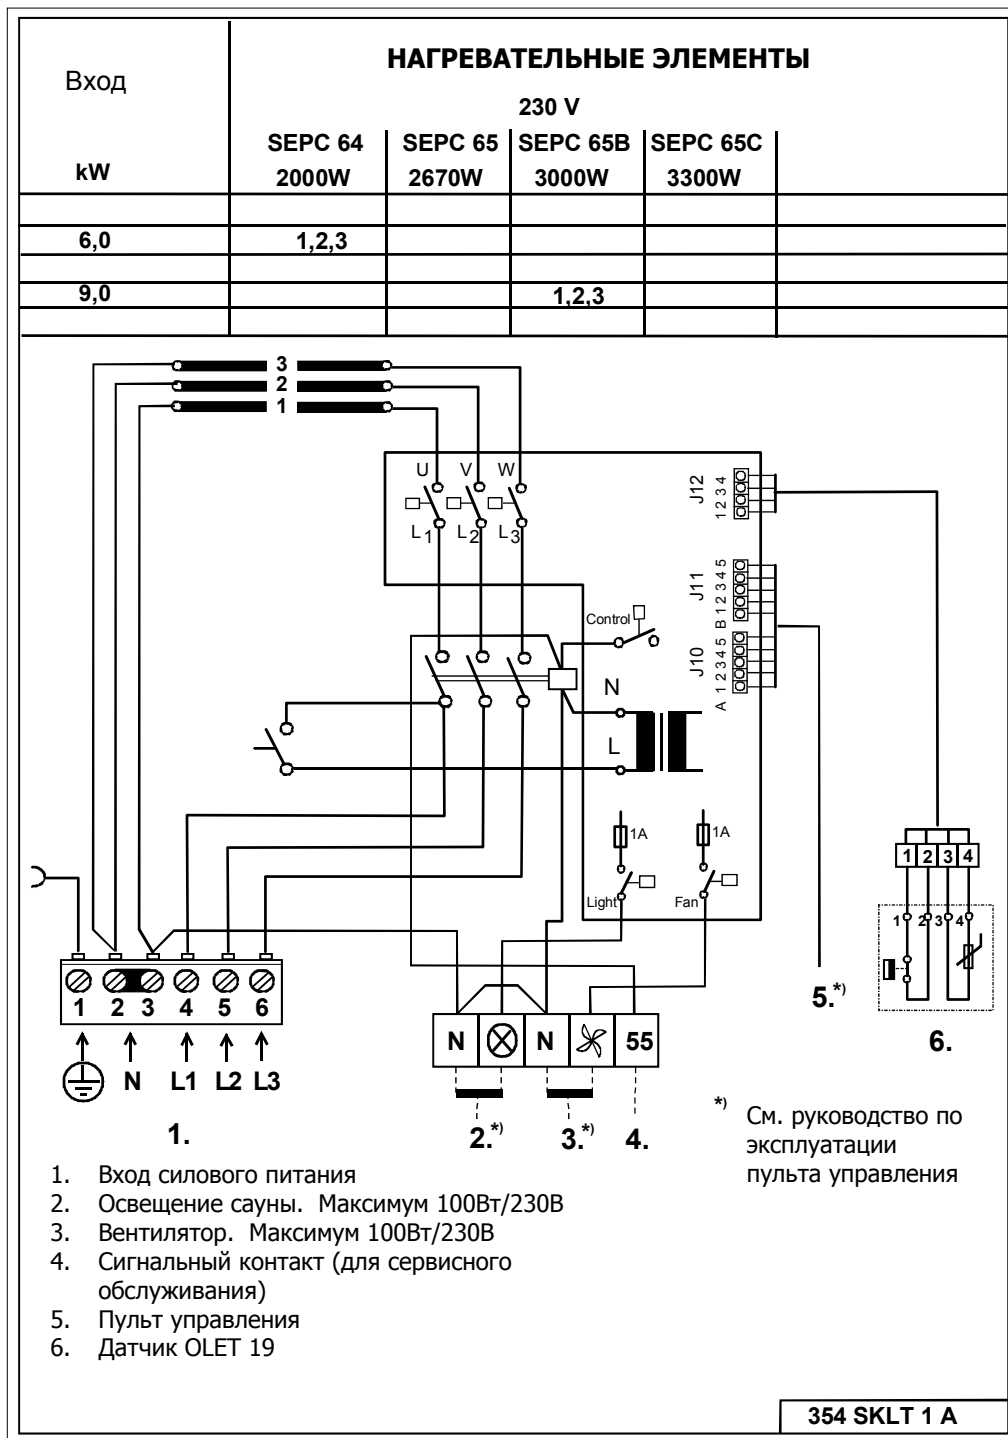 Вход
НАГРЕВАТЕЛЬНЫЕ ЭЛЕМЕНТЫ
230 V
kW
SEPC 64 SEPC 65 SEPC 65B SEPC 65C
2000W 2670W 3000W 3300W
6,0 1,2,3
9,0 1,2,3
3
2
1
U V W
L1 L2 L3
J12
1 2 3 4
J11
B 1 2 3 4 5
J10
A 1 2 3 4 5
Control
N
L
1A 1A
Light Fan
1 2 3 4 5 6
N L1 L2 L3
1.
N N 55
2.*) 3.*) 4.
5.*)
1 2 3 4
1 2 3 4
6.
*) См. руководство по
эксплуатации
пульта управления
1. Вход силового питания
2. Освещение сауны. Максимум 100Вт/230В
3. Вентилятор. Максимум 100Вт/230В
4. Сигнальный контакт (для сервисного
обслуживания)
5. Пульт управления
6. Датчик OLET 19
354 SKLT 1 A